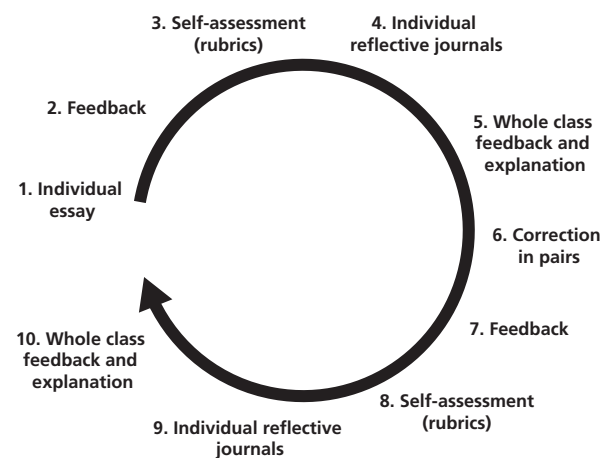 1. Individual
essay
2. Feedback
3. Self-assessment
(rubrics)
4. Individual
reflective journals
5. Whole class
feedback and
explanation
6. Correction
in pairs
7. Feedback
8. Self-assessment
(rubrics)
9. Individual reflective
journals
10. Whole class
feedback and
explanation